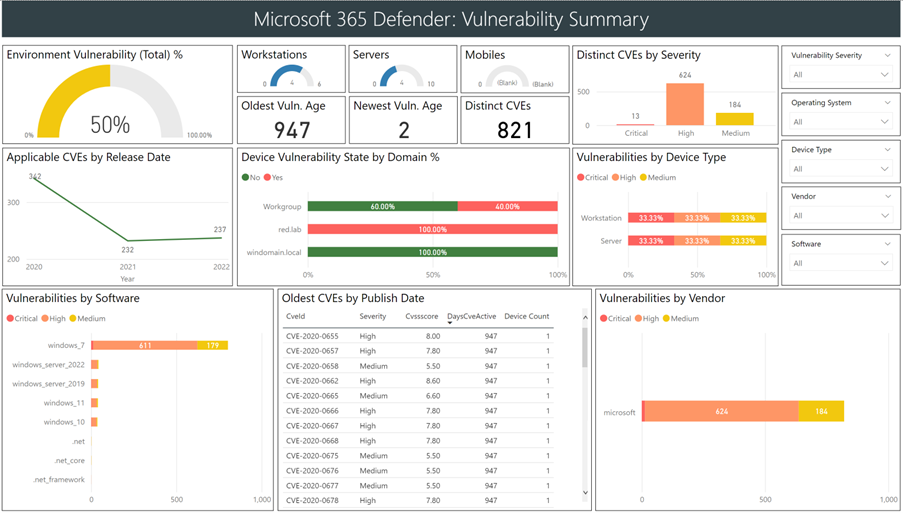 Microsoft 365 Defender: Vulnerability Summary
Environment Vulnerability (Total) %
50%
0%
100.00%
Workstations
0
4
6
Servers
0
4
10
Mobiles
0
(Blank)
(Blank)
Oldest Vuln. Age
947
Newest Vuln. Age
2
Distinct CVEs
821
Distinct CVEs by Severity
500
0
13
624
184
Critical
High
Medium
Vulnerability Severity
All
Operating System
All
Device Type
All
Vendor
All
Software
All
Applicable CVEs by Release Date
342
300
232
237
200
2020
2021
2022
Year
Device Vulnerability State by Domain %
No Yes
Workgroup 60.00% 40.00%
red.lab 100.00%
windomain.local 100.00%
0% 50% 100%
Vulnerabilities by Device Type
Critical High Medium
Workstation 33.33% 33.33% 33.33%
Server 33.33% 33.33% 33.33%
0% 50% 100%
Vulnerabilities by Software
Critical High Medium
windows_7 611 179
windows_server_2022
windows_server_2019
windows_11
windows_10
.net
.net_core
.net_framework
0 500 1,000
Oldest CVEs by Publish Date
CveId Severity Cvssscore DaysCveActive Device Count
CVE-2020-0655 High 8.00 947 1
CVE-2020-0657 High 7.80 947 1
CVE-2020-0658 Medium 5.50 947 1
CVE-2020-0662 High 8.60 947 1
CVE-2020-0665 Medium 6.60 947 1
CVE-2020-0666 High 7.80 947 1
CVE-2020-0667 High 7.80 947 1
CVE-2020-0668 High 7.80 947 1
CVE-2020-0675 Medium 5.50 947 1
CVE-2020-0676 Medium 5.50 947 1
CVE-2020-0677 Medium 5.50 947 1
CVE-2020-0678 High 7.80 947 1
Vulnerabilities by Vendor
Critical High Medium
microsoft 624 184
0 500 1,000